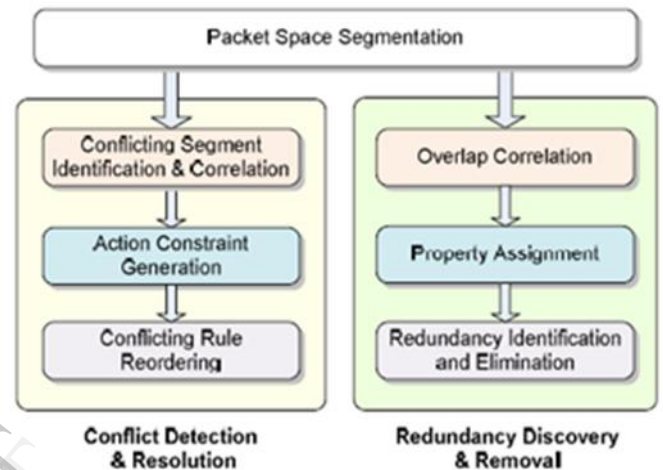 Packet Space Segmentation
Conflicting Segment
Identification & Correlation
Action Constraint
Generation
Conflicting Rule
Reordering
Conflict Detection
& Resolution
Overlap Correlation
Property Assignment
Redundancy Identification
and Elimination
Redundancy Discovery
& Removal